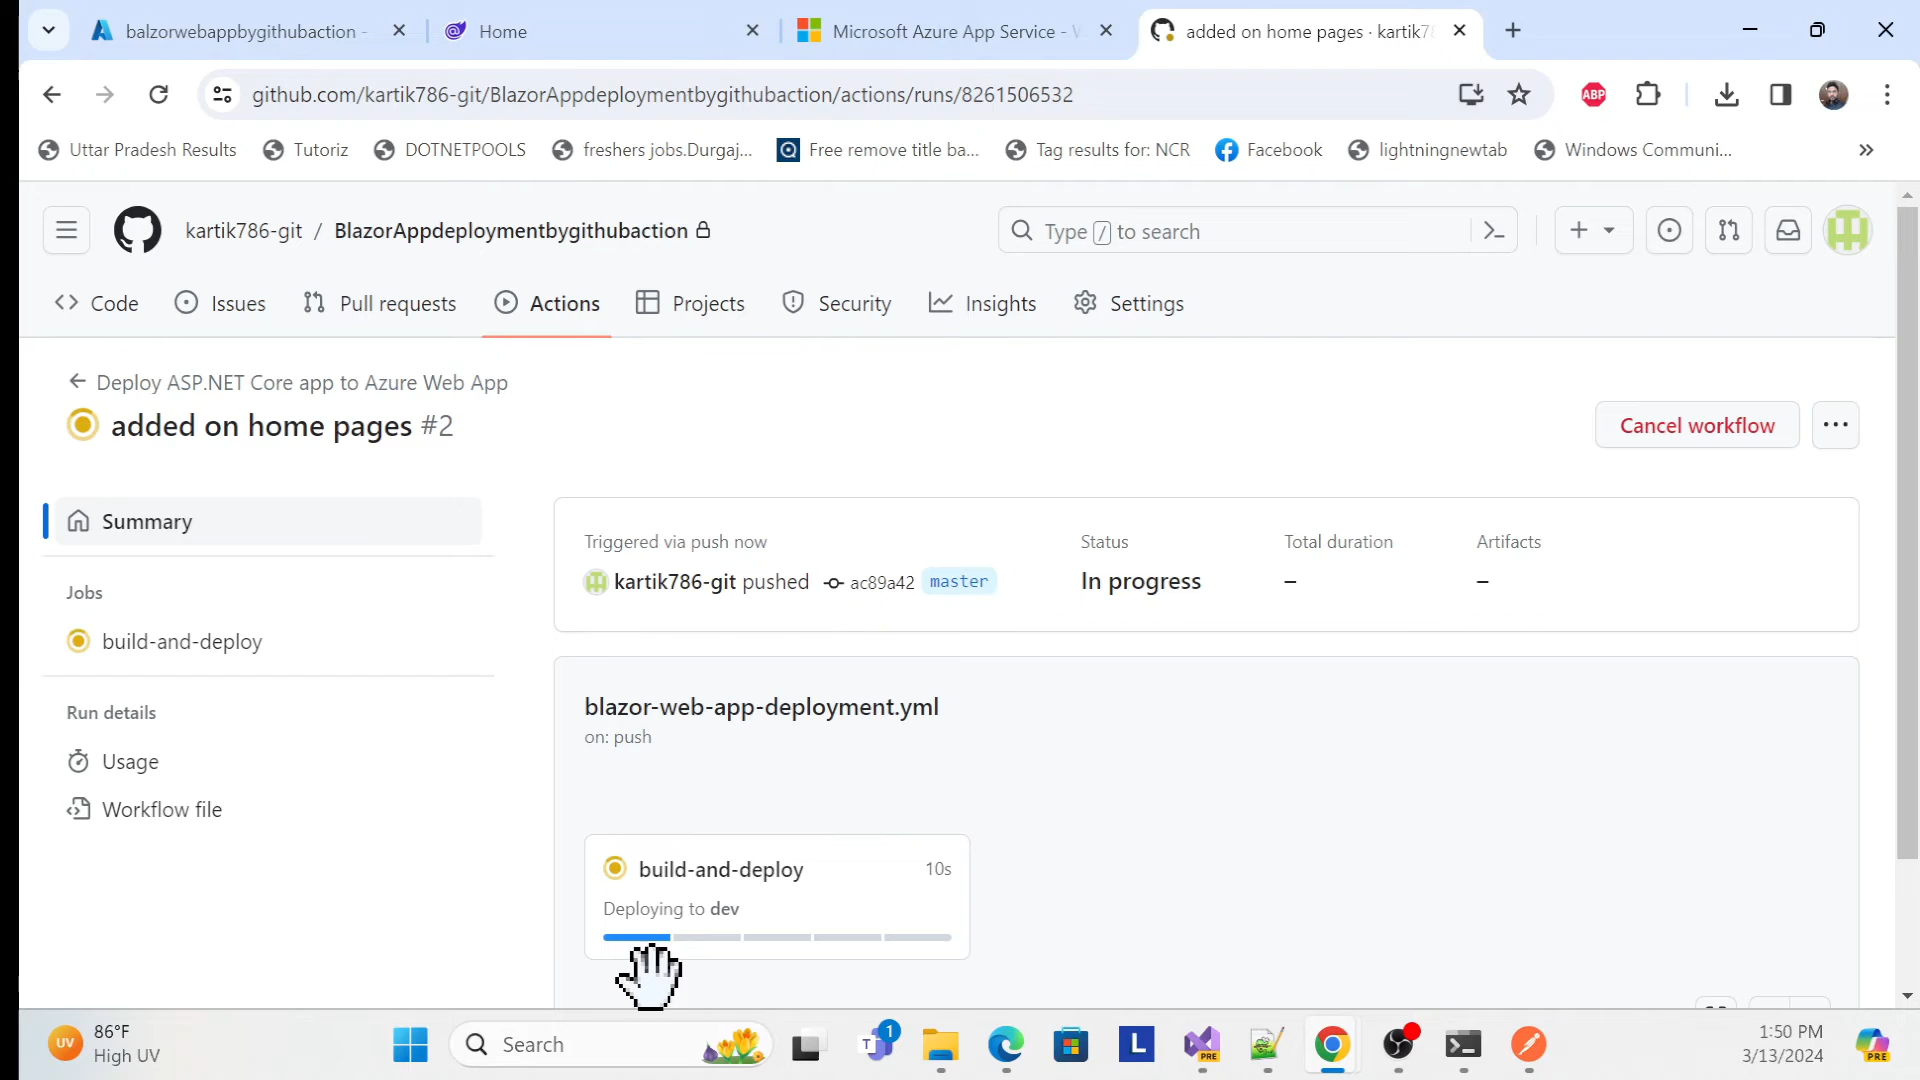 balzorwebappbygithubaction -
Home
Microsoft Azure App Service - W
added on home pages · kartik78
github.com/kartik786-git/BlazorAppdeploymentbygithubaction/actions/runs/8261506532
ABP
Uttar Pradesh Results
Tutoriz
DOTNETPOOLS
freshers jobs.Durgaj...
Free remove title ba...
Tag results for: NCR
Facebook
lightningnewtab
Windows Communi...
kartik786-git / BlazorAppdeploymentbygithubaction
Type / to search
Code
Issues
Pull requests
Actions
Projects
Security
Insights
Settings
Deploy ASP.NET Core app to Azure Web App
added on home pages #2
Cancel workflow
Summary
Jobs
build-and-deploy
Run details
Usage
Workflow file
Triggered via push now
kartik786-git pushed ac89a42 master
Status
In progress
Total duration
–
Artifacts
–
blazor-web-app-deployment.yml
on: push
build-and-deploy 10s
Deploying to dev
UV
86°F
High UV
Search
T
1
L
PRE
1:50 PM
3/13/2024
PRE